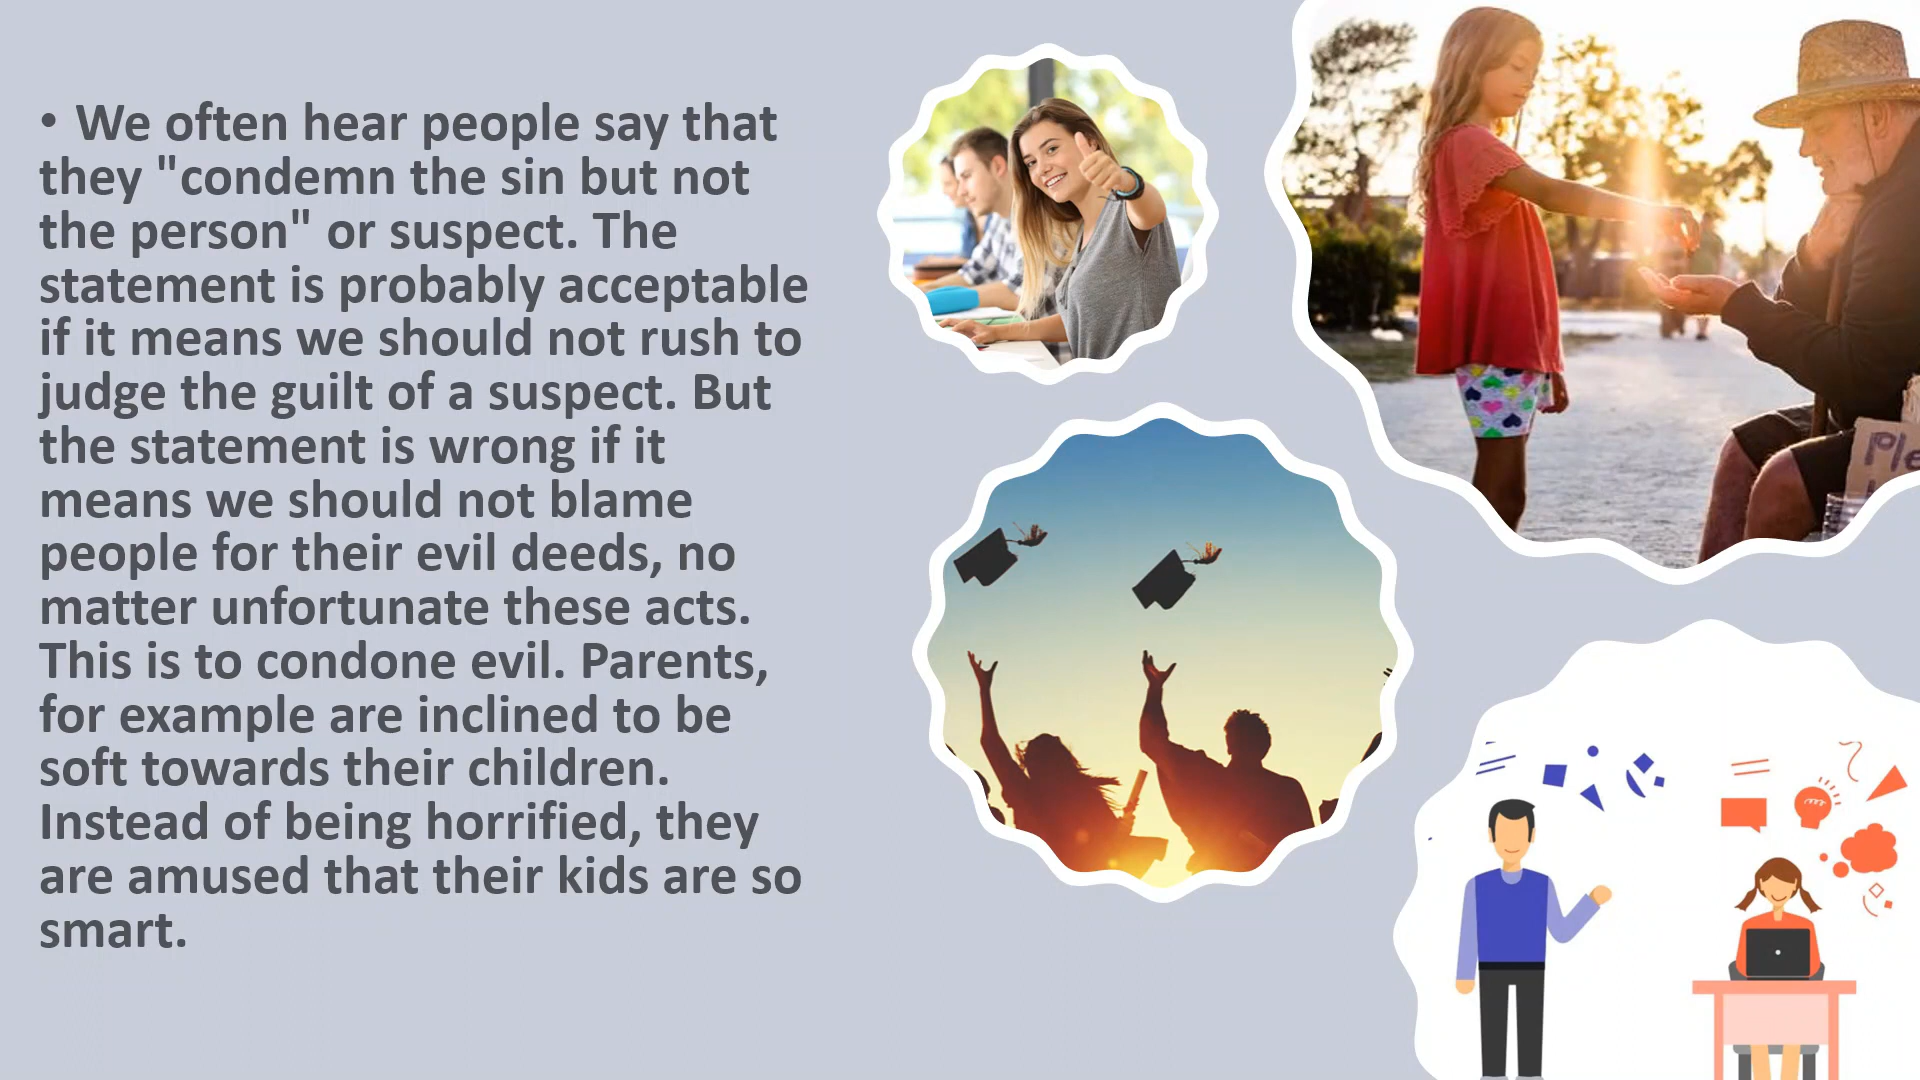 • We often hear people say that
they "condemn the sin but not
the person" or suspect. The
statement is probably acceptable
if it means we should not rush to
judge the guilt of a suspect. But
the statement is wrong if it
means we should not blame
people for their evil deeds, no
matter unfortunate these acts.
This is to condone evil. Parents,
for example are inclined to be
soft towards their children.
Instead of being horrified, they
are amused that their kids are so
smart.
Ple